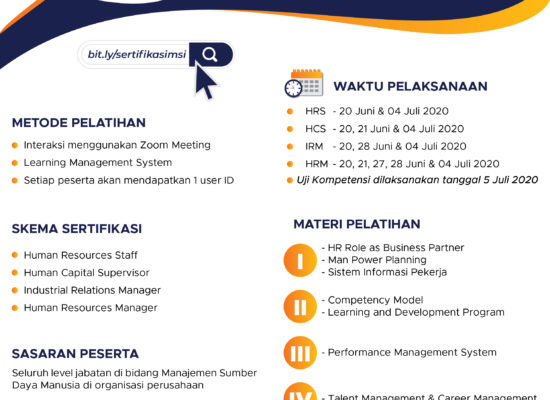 bit.ly/sertifikasimsi
METODE PELATIHAN
Interaksi menggunakan Zoom Meeting
Learning Management System
Setiap peserta akan mendapatkan 1 user ID
SKEMA SERTIFIKASI
Human Resources Staff
Human Capital Supervisor
Industrial Relations Manager
Human Resources Manager
SASARAN PESERTA
Seluruh level jabatan di bidang Manajemen Sumber
Daya Manusia di organisasi perusahaan
WAKTU PELAKSANAAN
HRS - 20 Juni & 04 Juli 2020
HCS - 20, 21 Juni & 04 Juli 2020
IRM - 20, 28 Juni & 04 Juli 2020
HRM - 20, 21, 27, 28 Juni & 04 Juli 2020
Uji Kompetensi dilaksanakan tanggal 5 Juli 2020
MATERI PELATIHAN
I
- HR Role as Business Partner
- Man Power Planning
- Sistem Informasi Pekerja
II
- Competency Model
- Learning and Development Program
III
- Performance Management System
IV
- Talent Management & Career Management